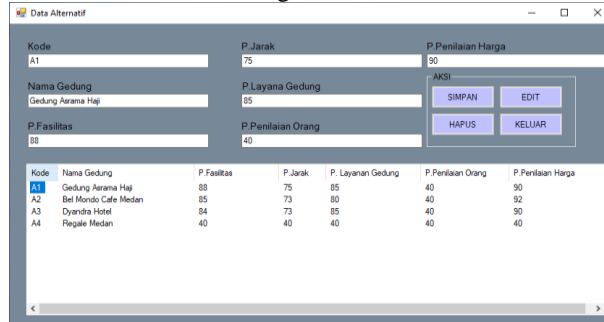 Data Alternatif
Kode P.Jarak P.Penilaian Harga
A1 75 90
Nama Gedung P.Layana Gedung AKSI
Gedung Asrama Haji 85 SIMPAN EDIT
P.Fasilitas P.Penilaian Orang HAPUS KELUAR
88 40
Kode Nama Gedung P.Fasilitas P.Jarak P. Layanan Gedung P.Penilaian Orang P.Penilaian Harga
A1 Gedung Asrama Haji 88 75 85 40 90
A2 Bel Mondo Cafe Medan 85 73 80 40 92
A3 Dyandra Hotel 84 73 85 40 90
A4 Regale Medan 40 40 40 40 40